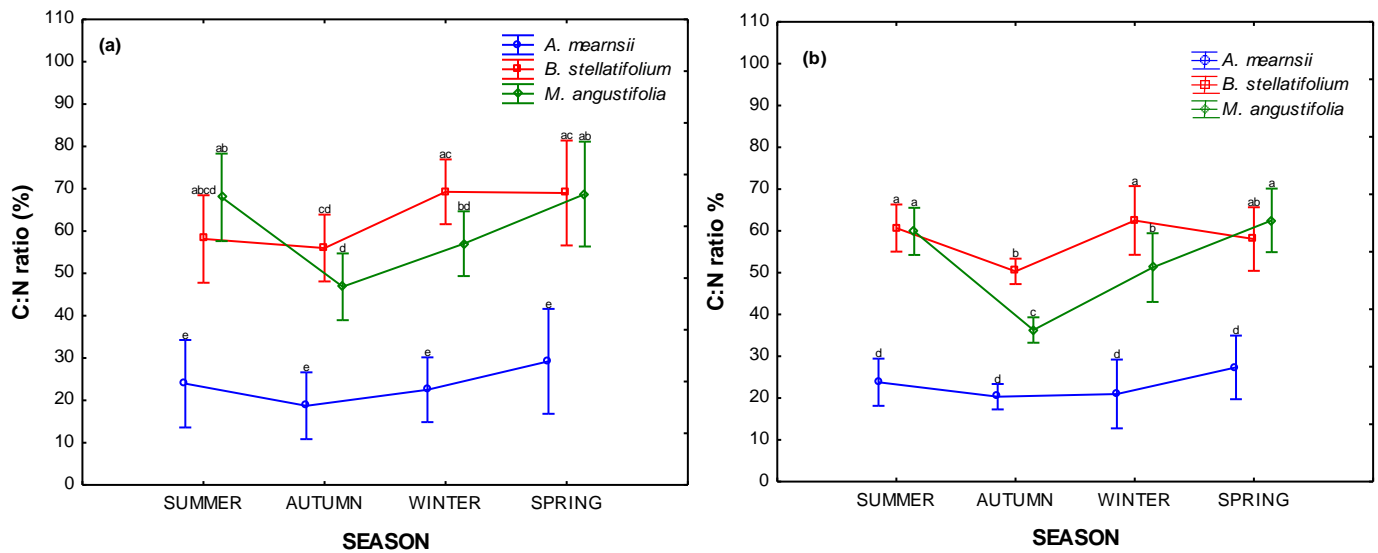 (a)
A. mearnsii
B. stellatifolium
M. angustifolia
C:N ratio (%)
110
100
90
80
70
60
50
40
30
20
10
0
abcd
ab
cd
d
ac
bd
ac
ab
e
e
e
e
SUMMER
AUTUMN
WINTER
SPRING
SEASON
(b)
A. mearnsii
B. stellatifolium
M. angustifolia
C:N ratio %
110
100
90
80
70
60
50
40
30
20
10
0
a
a
b
c
a
b
ab
a
d
d
d
d
SUMMER
AUTUMN
WINTER
SPRING
SEASON